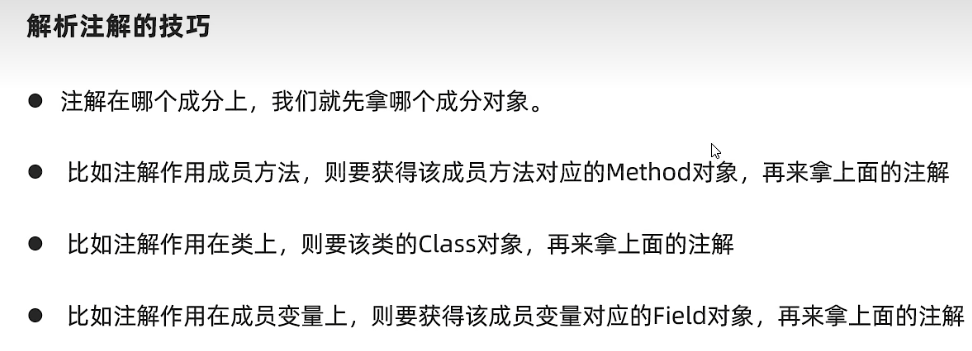 解析注解的技巧
● 注解在哪个成分上，我们就先拿哪个成分对象。
● 比如注解作用成员方法，则要获得该成员方法对应的Method对象，再来拿上面的注解
● 比如注解作用在类上，则要该类的Class对象，再来拿上面的注解
● 比如注解作用在成员变量上，则要获得该成员变量对应的Field对象，再来拿上面的注解